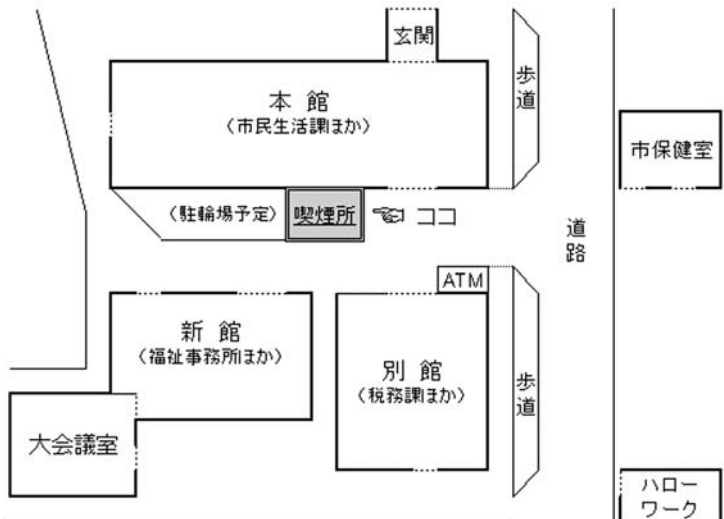 玄関
本 館
（市民生活課ほか）
歩
道
市保健室
（駐輪場予定）
喫煙所
ココ
道
路
ATM
新 館
（福祉事務所ほか）
別 館
（税務課ほか）
歩
道
大会議室
ハロー
ワーク